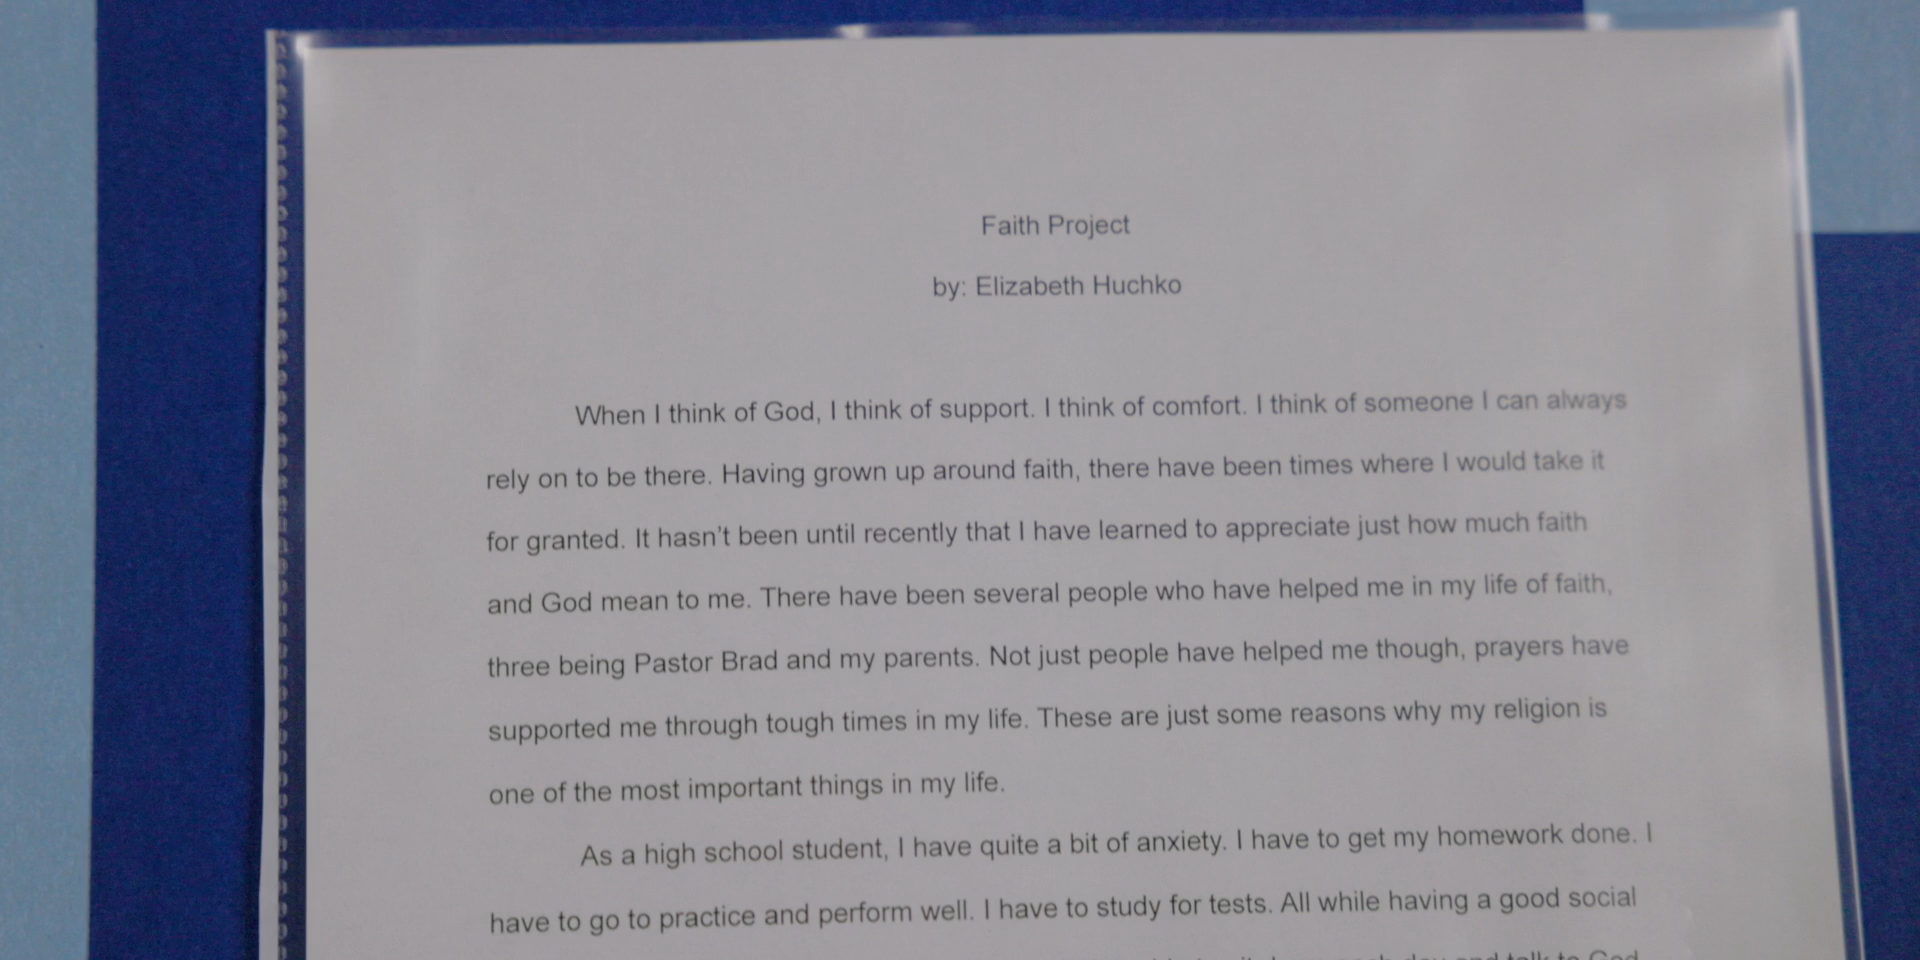 Faith Project
by: Elizabeth Huchko
When I think of God, I think of support. I think of comfort. I think of someone I can always
rely on to be there. Having grown up around faith, there have been times where I would take it
for granted. It hasn't been until recently that I have learned to appreciate just how much faith
and God mean to me. There have been several people who have helped me in my life of faith,
three being Pastor Brad and my parents. Not just people have helped me though, prayers have
supported me through tough times in my life. These are just some reasons why my religion is
one of the most important things in my life.
As a high school student, I have quite a bit of anxiety. I have to get my homework done. I
have to go to practice and perform well. I have to study for tests. All while having a good social
day and talk to God